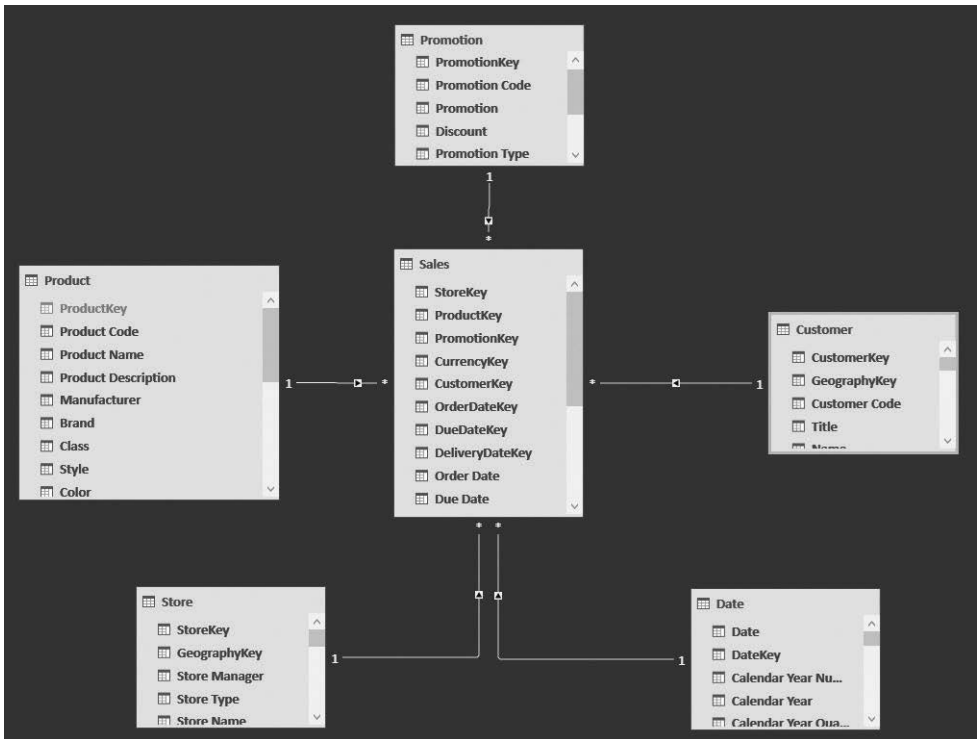 Promotion
PromotionKey
Promotion Code
Promotion
Discount
Promotion Type
1
*
Product
ProductKey
Product Code
Product Name
Product Description
Manufacturer
Brand
Class
Style
Color
1
*
Sales
StoreKey
ProductKey
PromotionKey
CurrencyKey
CustomerKey
OrderDateKey
DueDateKey
DeliveryDateKey
Order Date
Due Date
*
1
Customer
CustomerKey
GeographyKey
Customer Code
Title
Name
* *
Store
StoreKey
GeographyKey
Store Manager
Store Type
Store Name
1
1
Date
Date
DateKey
Calendar Year Nu...
Calendar Year
Calendar Year Qua...